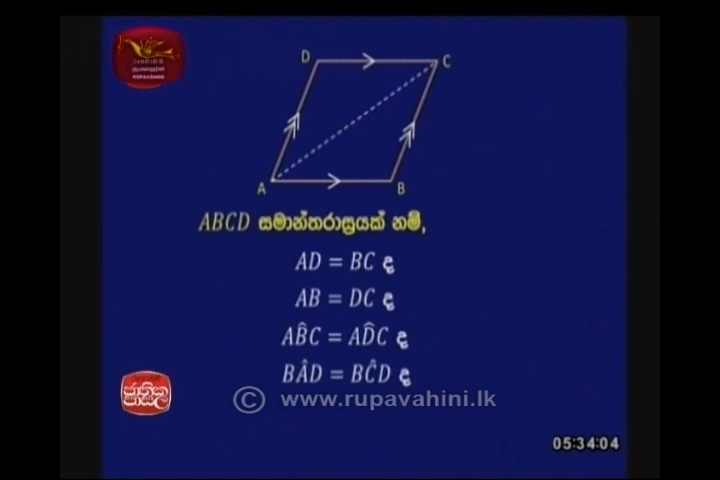 D
C
A
B
ABCD සමාන්තරාස්‍රයක් නම්,
AD = BC ද
AB = DC ද
AB̂C = AD̂C ද
BÂD = BĈD ද
ජාතික
පාසල
© www.rupavahini.lk
05:34:04